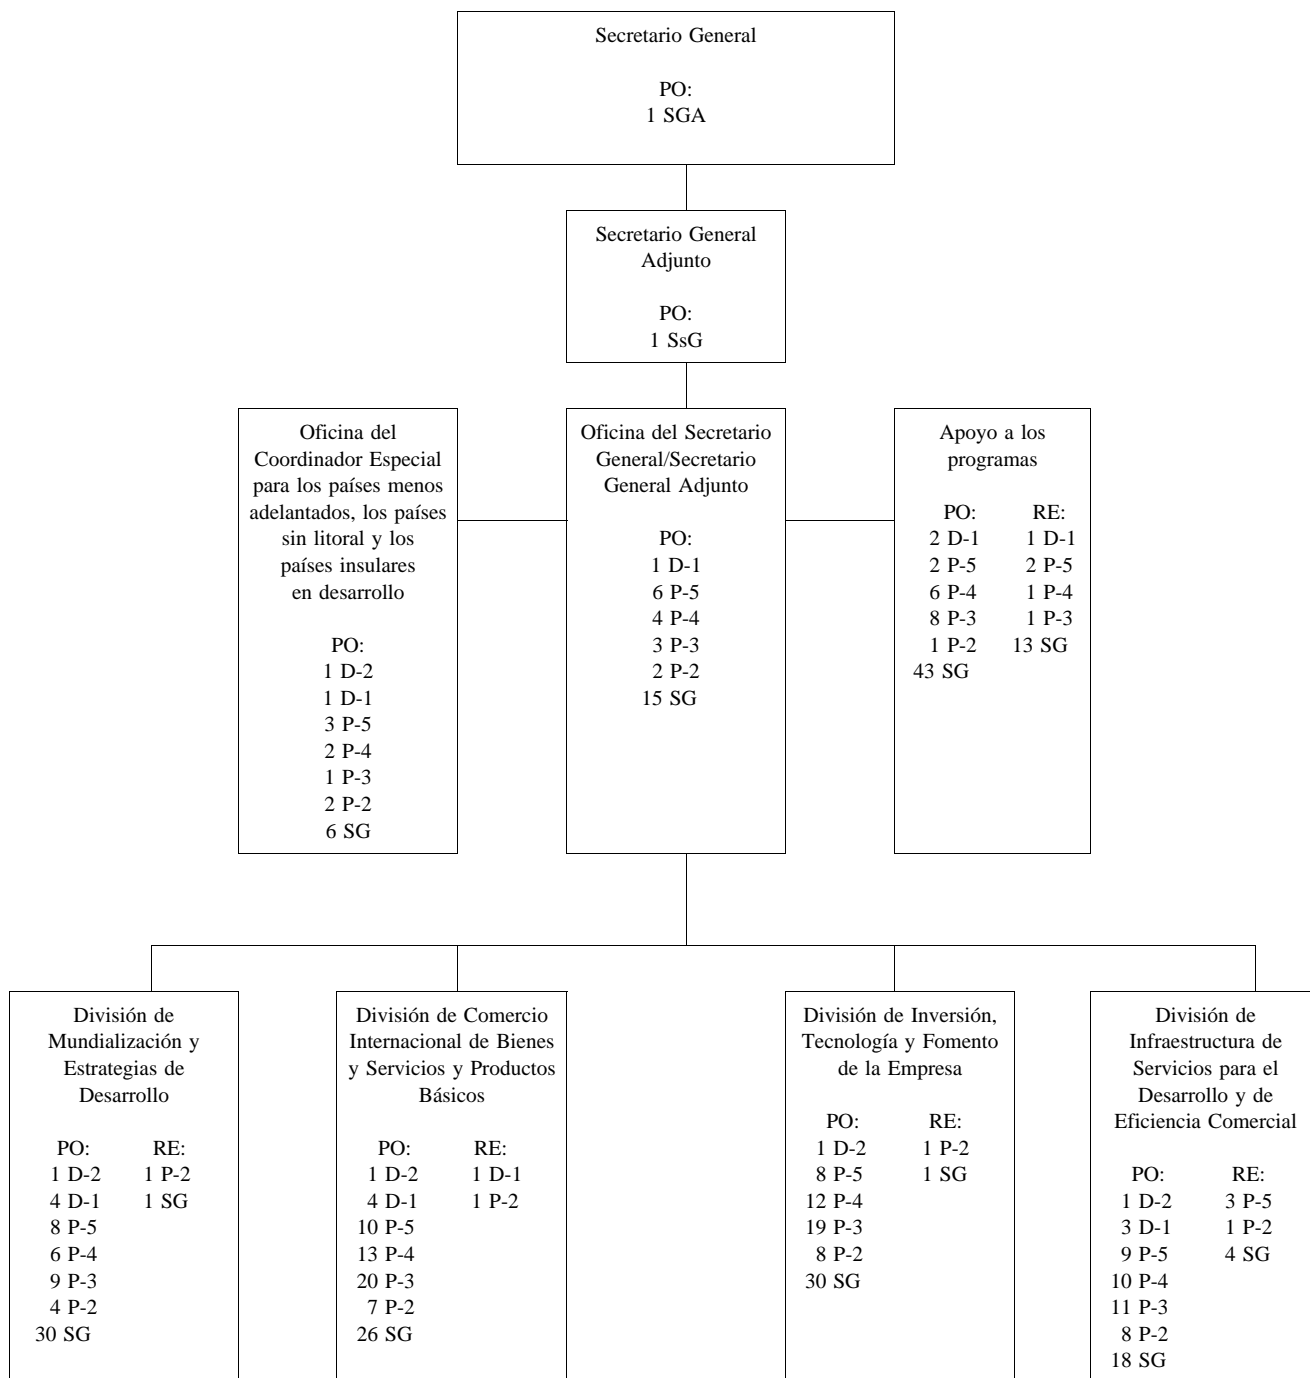 Secretario General
PO:
1 SGA
Secretario General
Adjunto
PO:
1 SsG
Oficina del
Coordinador Especial
para los países menos
adelantados, los países
sin litoral y los
países insulares
en desarrollo
PO:
1 D-2
1 D-1
3 P-5
2 P-4
1 P-3
2 P-2
6 SG
Oficina del Secretario
General/Secretario
General Adjunto
PO:
1 D-1
6 P-5
4 P-4
3 P-3
2 P-2
15 SG
Apoyo a los
programas
PO: RE:
2 D-1 1 D-1
2 P-5 2 P-5
6 P-4 1 P-4
8 P-3 1 P-3
1 P-2 13 SG
43 SG
División de
Mundialización y
Estrategias de
Desarrollo
PO: RE:
1 D-2 1 P-2
4 D-1 1 SG
8 P-5
6 P-4
9 P-3
4 P-2
30 SG
División de Comercio
Internacional de Bienes
y Servicios y Productos
Básicos
PO: RE:
1 D-2 1 D-1
4 D-1 1 P-2
10 P-5
13 P-4
20 P-3
7 P-2
26 SG
División de Inversión,
Tecnología y Fomento
de la Empresa
PO: RE:
1 D-2 1 P-2
8 P-5 1 SG
12 P-4
19 P-3
8 P-2
30 SG
División de
Infraestructura de
Servicios para el
Desarrollo y de
Eficiencia Comercial
PO: RE:
1 D-2 3 P-5
3 D-1 1 P-2
9 P-5 4 SG
10 P-4
11 P-3
8 P-2
18 SG